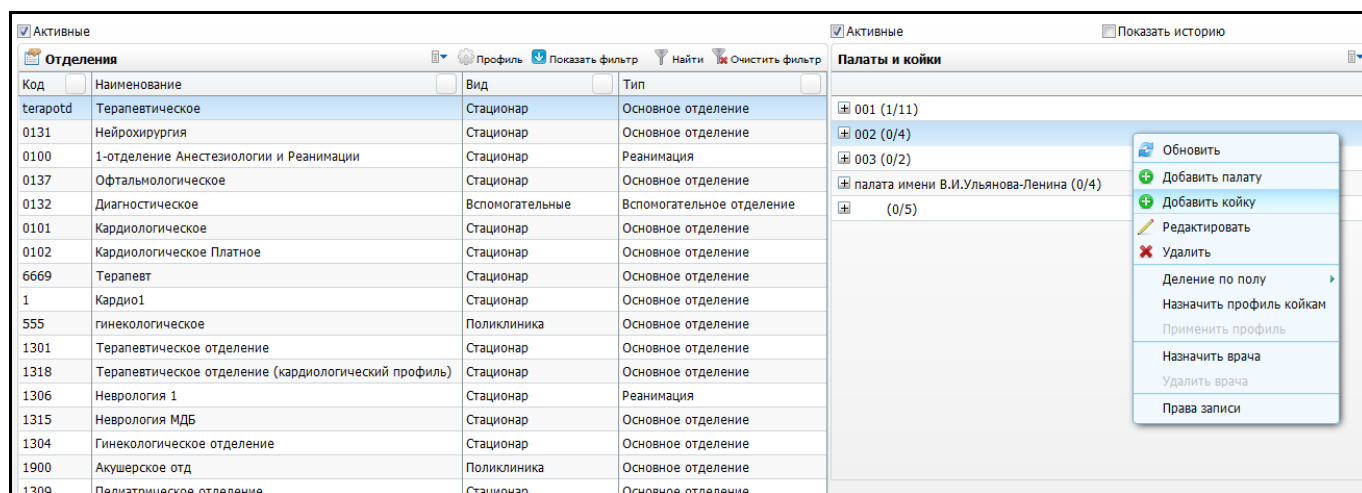 Активные
Активные Показать историю
Отделения Профиль Показать фильтр Найти Очистить фильтр
Палаты и койки
Код Наименование Вид Тип
terapotd Терапевтическое Стационар Основное отделение
0131 Нейрохирургия Стационар Основное отделение
0100 1-отделение Анестезиологии и Реанимации Стационар Реанимация
0137 Офтальмологическое Стационар Основное отделение
0132 Диагностическое Вспомогательные Вспомогательное отделение
0101 Кардиологическое Стационар Основное отделение
0102 Кардиологическое Платное Стационар Основное отделение
6669 Терапевт Стационар Основное отделение
1 Кардио1 Стационар Основное отделение
555 гинекологическое Поликлиника Основное отделение
1301 Терапевтическое отделение Стационар Основное отделение
1318 Терапевтическое отделение (кардиологический профиль) Стационар Основное отделение
1306 Неврология 1 Стационар Реанимация
1315 Неврология МДБ Стационар Основное отделение
1304 Гинекологическое отделение Стационар Основное отделение
1900 Акушерское отд Поликлиника Основное отделение
1309 Педиатрическое отделение Стационар Основное отделение
001 (1/11)
002 (0/4)
003 (0/2)
палата имени В.И.Ульянова-Ленина (0/4)
(0/5)
Обновить
Добавить палату
Добавить койку
Редактировать
Удалить
Деление по полу
Назначить профиль койкам
Применить профиль
Назначить врача
Удалить врача
Права записи